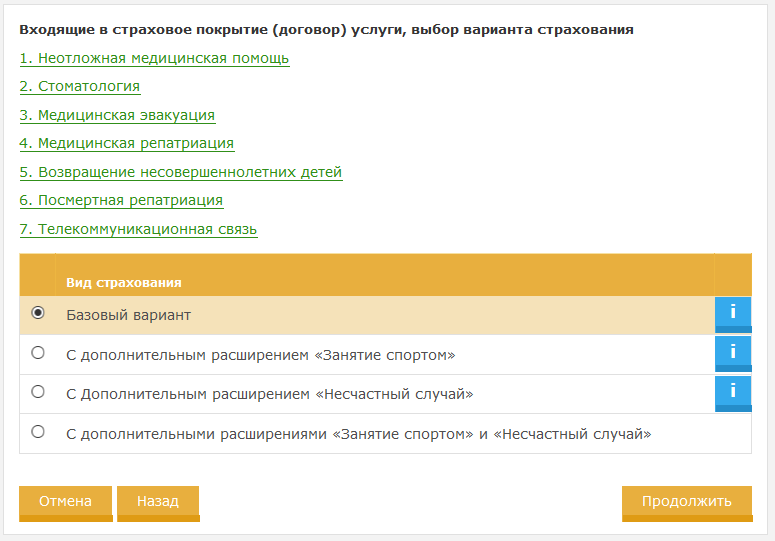 Входящие в страховое покрытие (договор) услуги, выбор варианта страхования
1. Неотложная медицинская помощь
2. Стоматология
3. Медицинская эвакуация
4. Медицинская репатриация
5. Возвращение несовершеннолетних детей
6. Посмертная репатриация
7. Телекоммуникационная связь
Вид страхования
Базовый вариант i
С дополнительным расширением «Занятие спортом» i
С Дополнительным расширением «Несчастный случай» i
С дополнительными расширениями «Занятие спортом» и «Несчастный случай»
Отмена Назад Продолжить